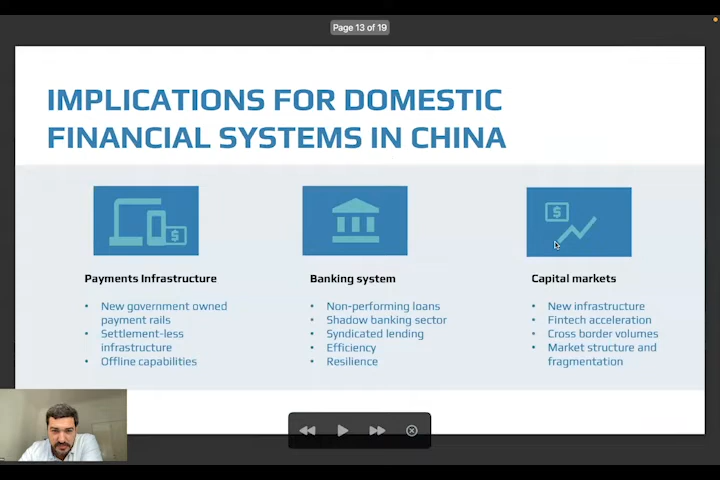 Page 13 of 19
IMPLICATIONS FOR DOMESTIC
FINANCIAL SYSTEMS IN CHINA
$
$
Payments Infrastructure
• New government owned
payment rails
• Settlement-less
infrastructure
• Offline capabilities
Banking system
• Non-performing loans
• Shadow banking sector
• Syndicated lending
• Efficiency
• Resilience
Capital markets
• New infrastructure
• Fintech acceleration
• Cross border volumes
• Market structure and
fragmentation